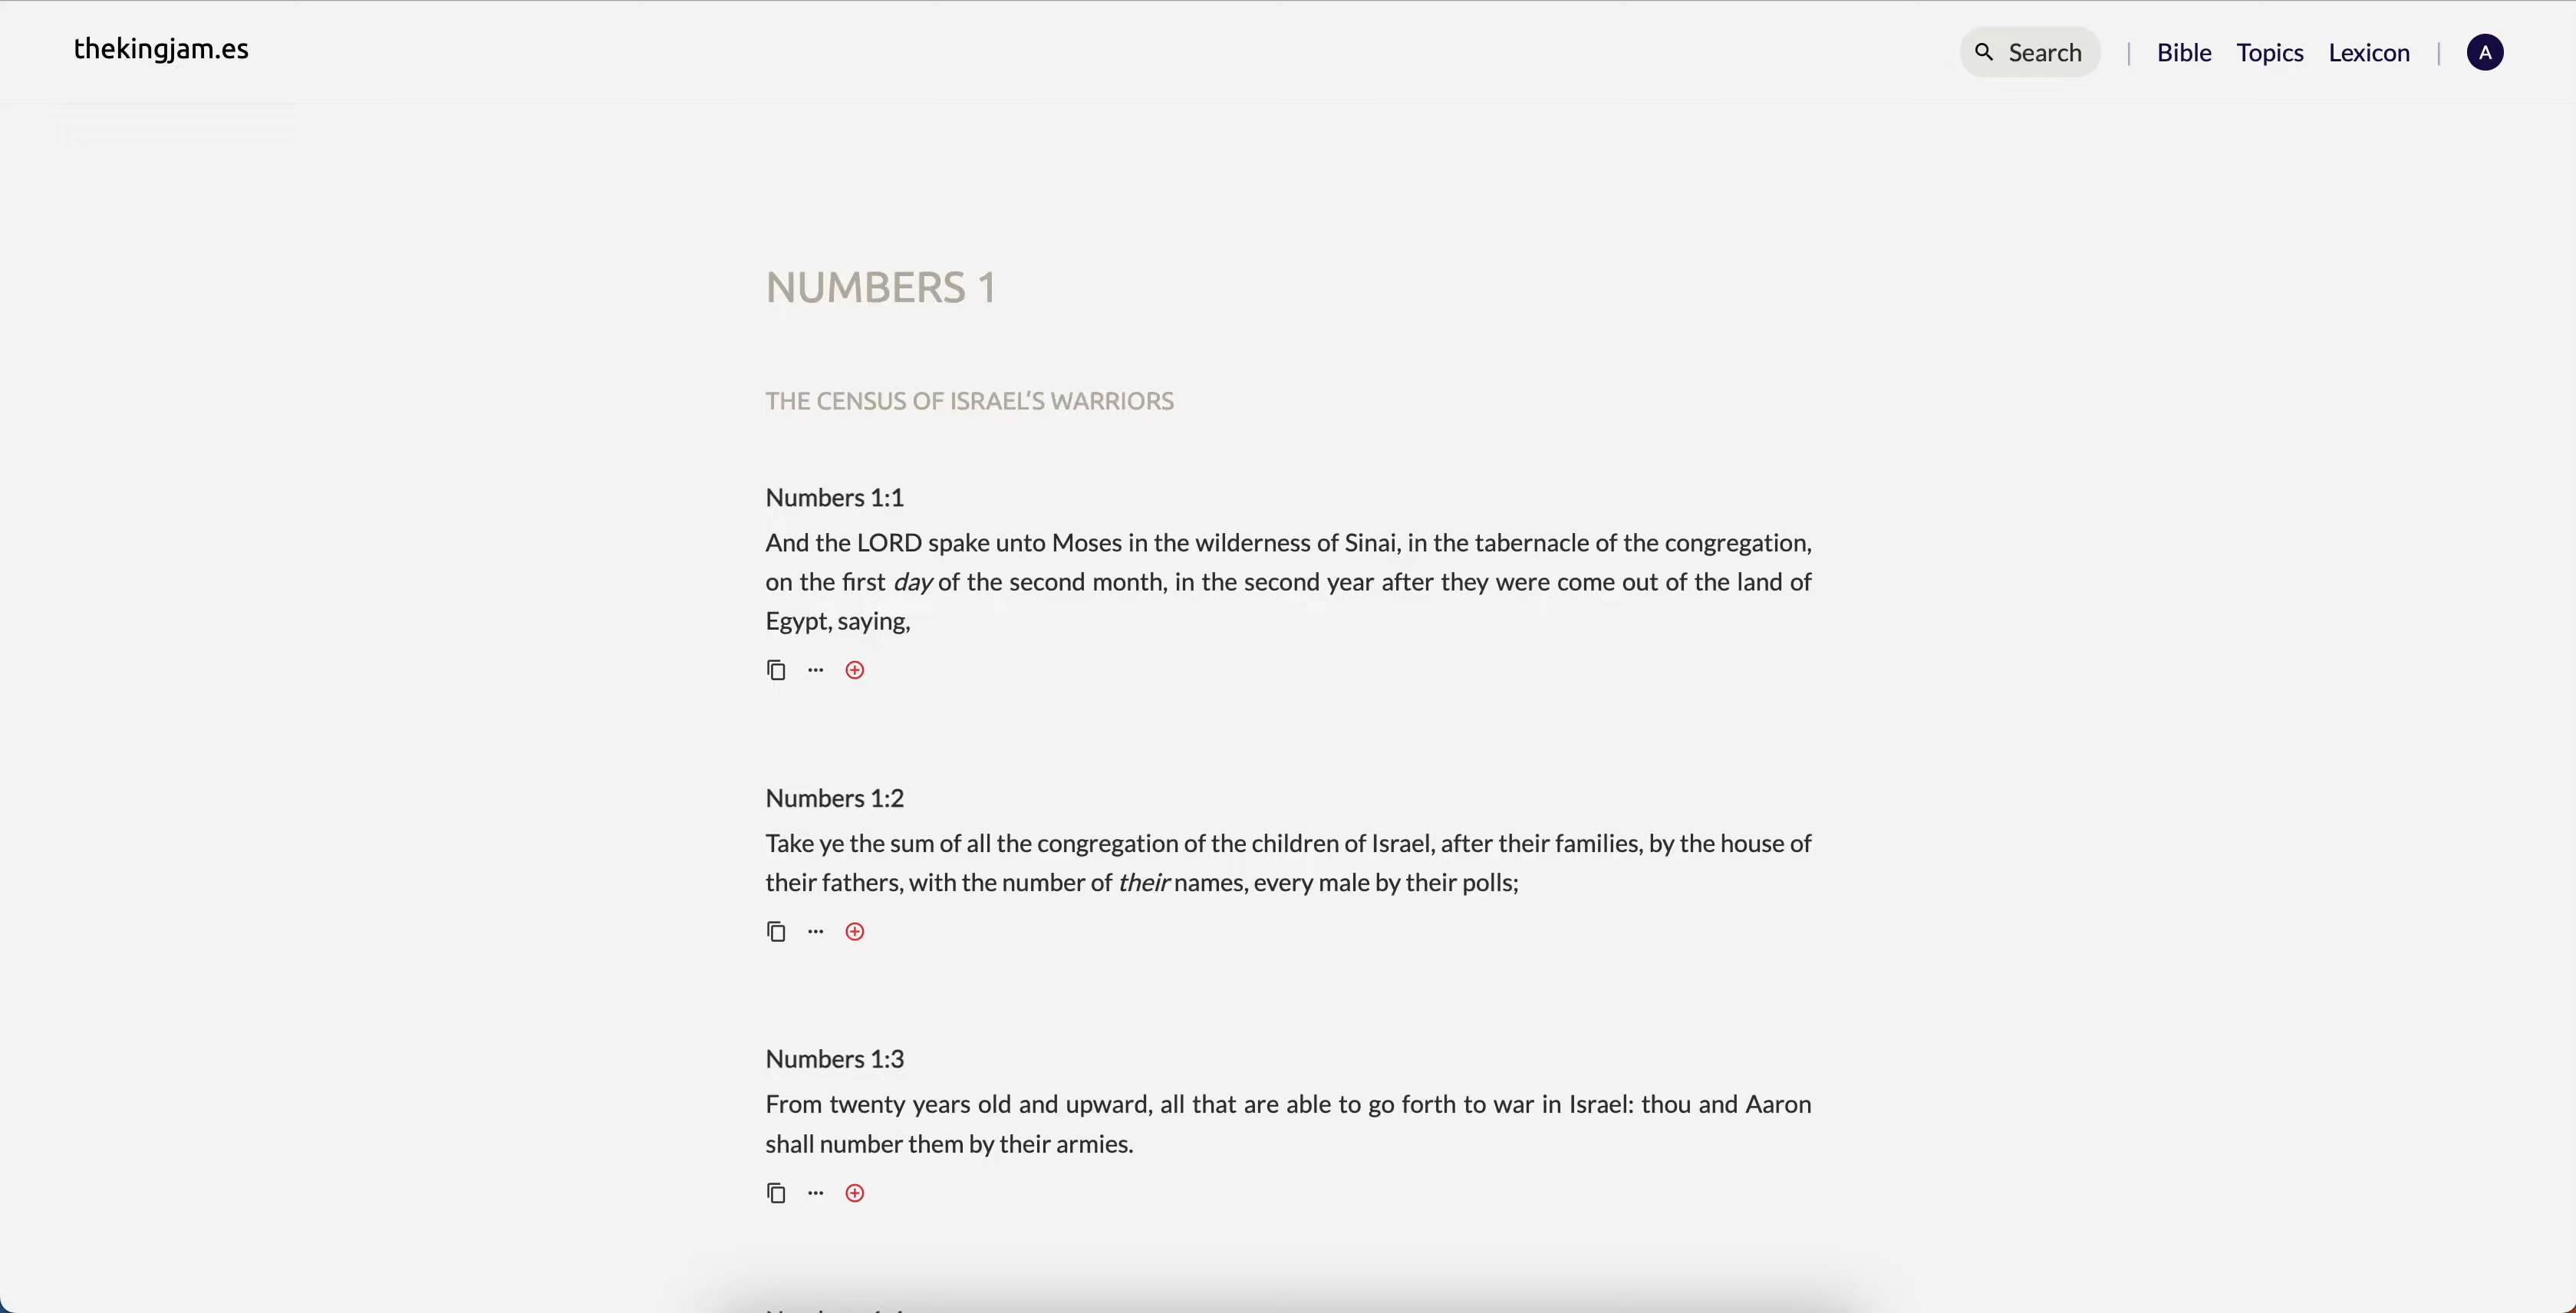 thekingjam.es
Search | Bible Topics Lexicon | A
NUMBERS 1
THE CENSUS OF ISRAEL’S WARRIORS
Numbers 1:1
And the LORD spake unto Moses in the wilderness of Sinai, in the tabernacle of the congregation,
on the first day of the second month, in the second year after they were come out of the land of
Egypt, saying,
Numbers 1:2
Take ye the sum of all the congregation of the children of Israel, after their families, by the house of
their fathers, with the number of their names, every male by their polls;
Numbers 1:3
From twenty years old and upward, all that are able to go forth to war in Israel: thou and Aaron
shall number them by their armies.